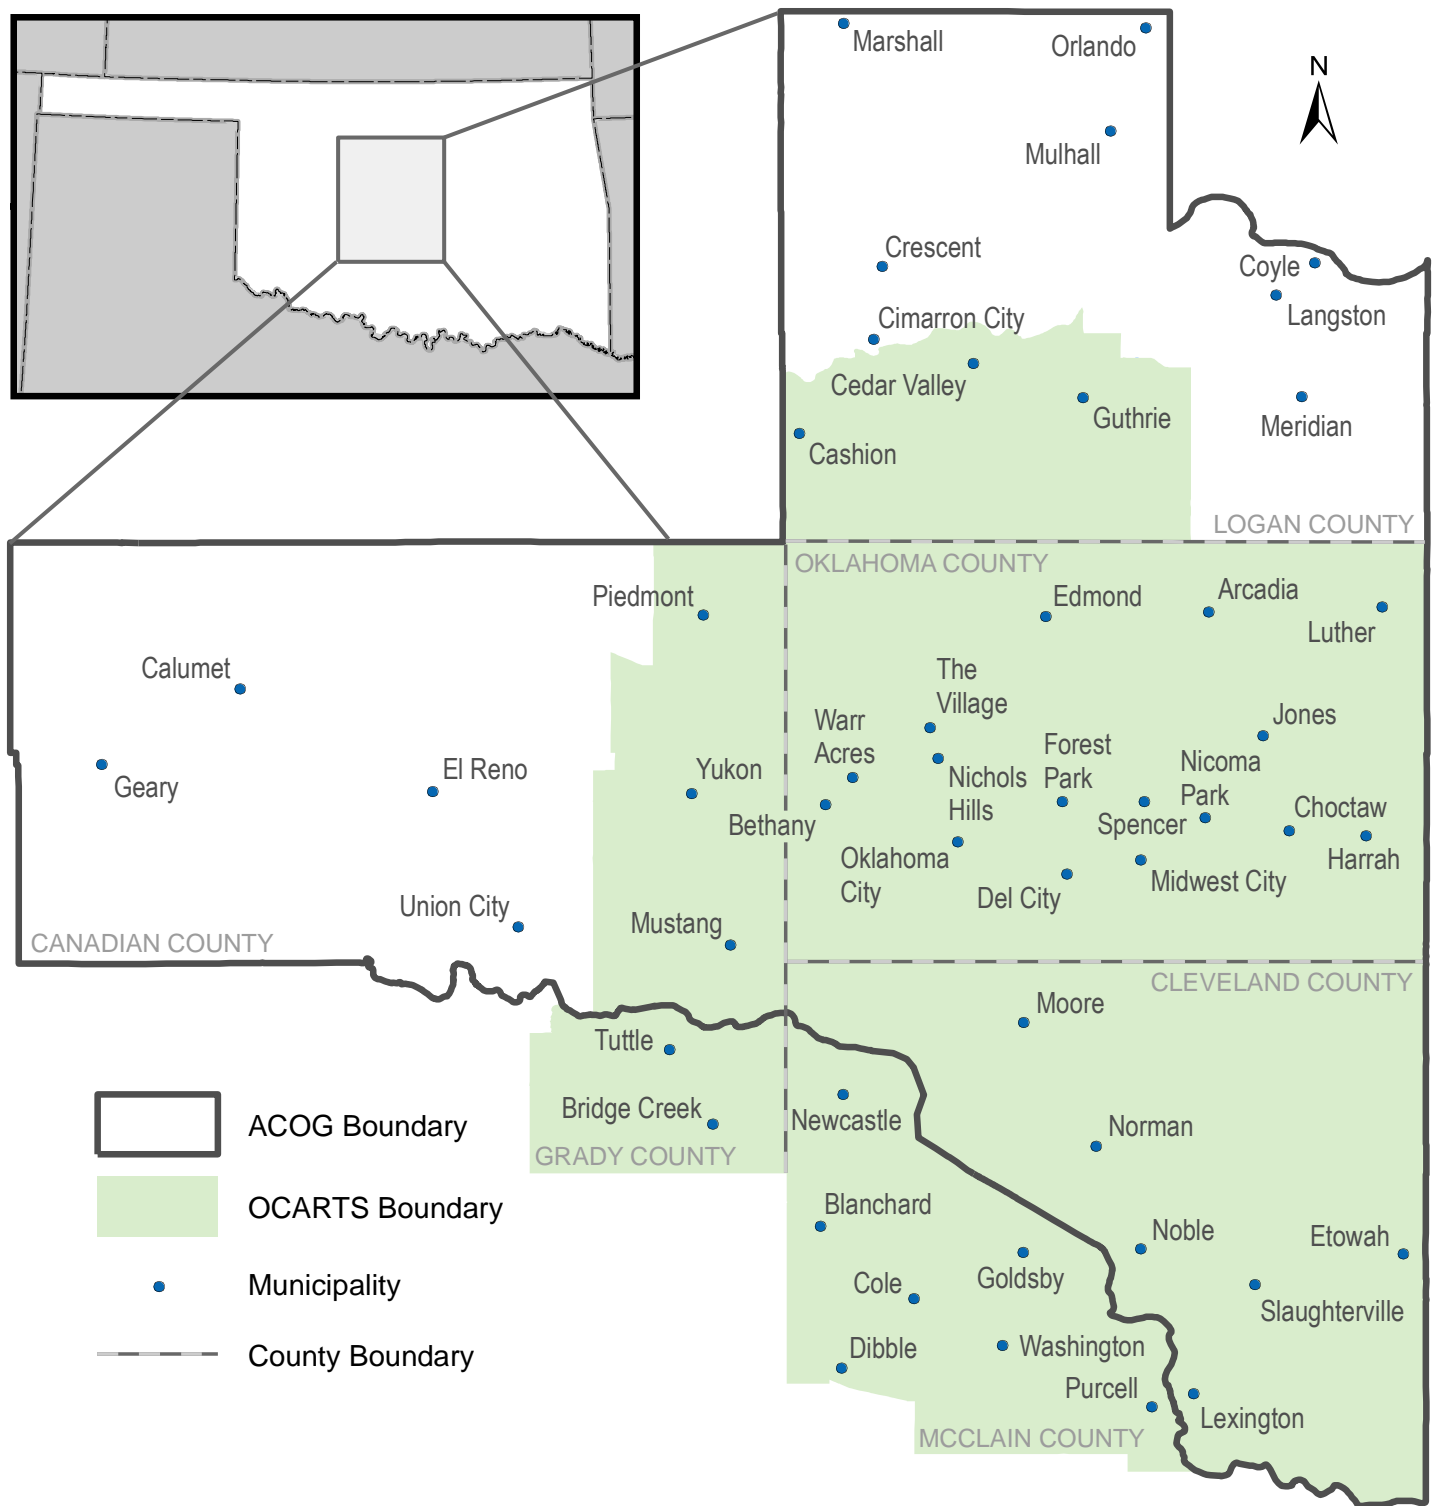 Marshall
Orlando
N
Mulhall
Crescent
Coyle
Langston
Cimarron City
Cedar Valley
Guthrie
Meridian
Cashion
LOGAN COUNTY
OKLAHOMA COUNTY
Piedmont
Edmond
Arcadia
Luther
Calumet
The
Village
Warr
Acres
Jones
Forest
Park
Nicoma
Park
Geary
El Reno
Yukon
Nichols
Hills
Bethany
Spencer
Choctaw
Harrah
Oklahoma
City
Del City
Midwest City
Union City
Mustang
CANADIAN COUNTY
CLEVELAND COUNTY
Moore
Tuttle
Bridge Creek
Newcastle
Norman
GRADY COUNTY
ACOG Boundary
OCARTS Boundary
Municipality
County Boundary
Blanchard
Noble
Etowah
Goldsby
Cole
Slaughterville
Washington
Dibble
Purcell
Lexington
MCCLAIN COUNTY